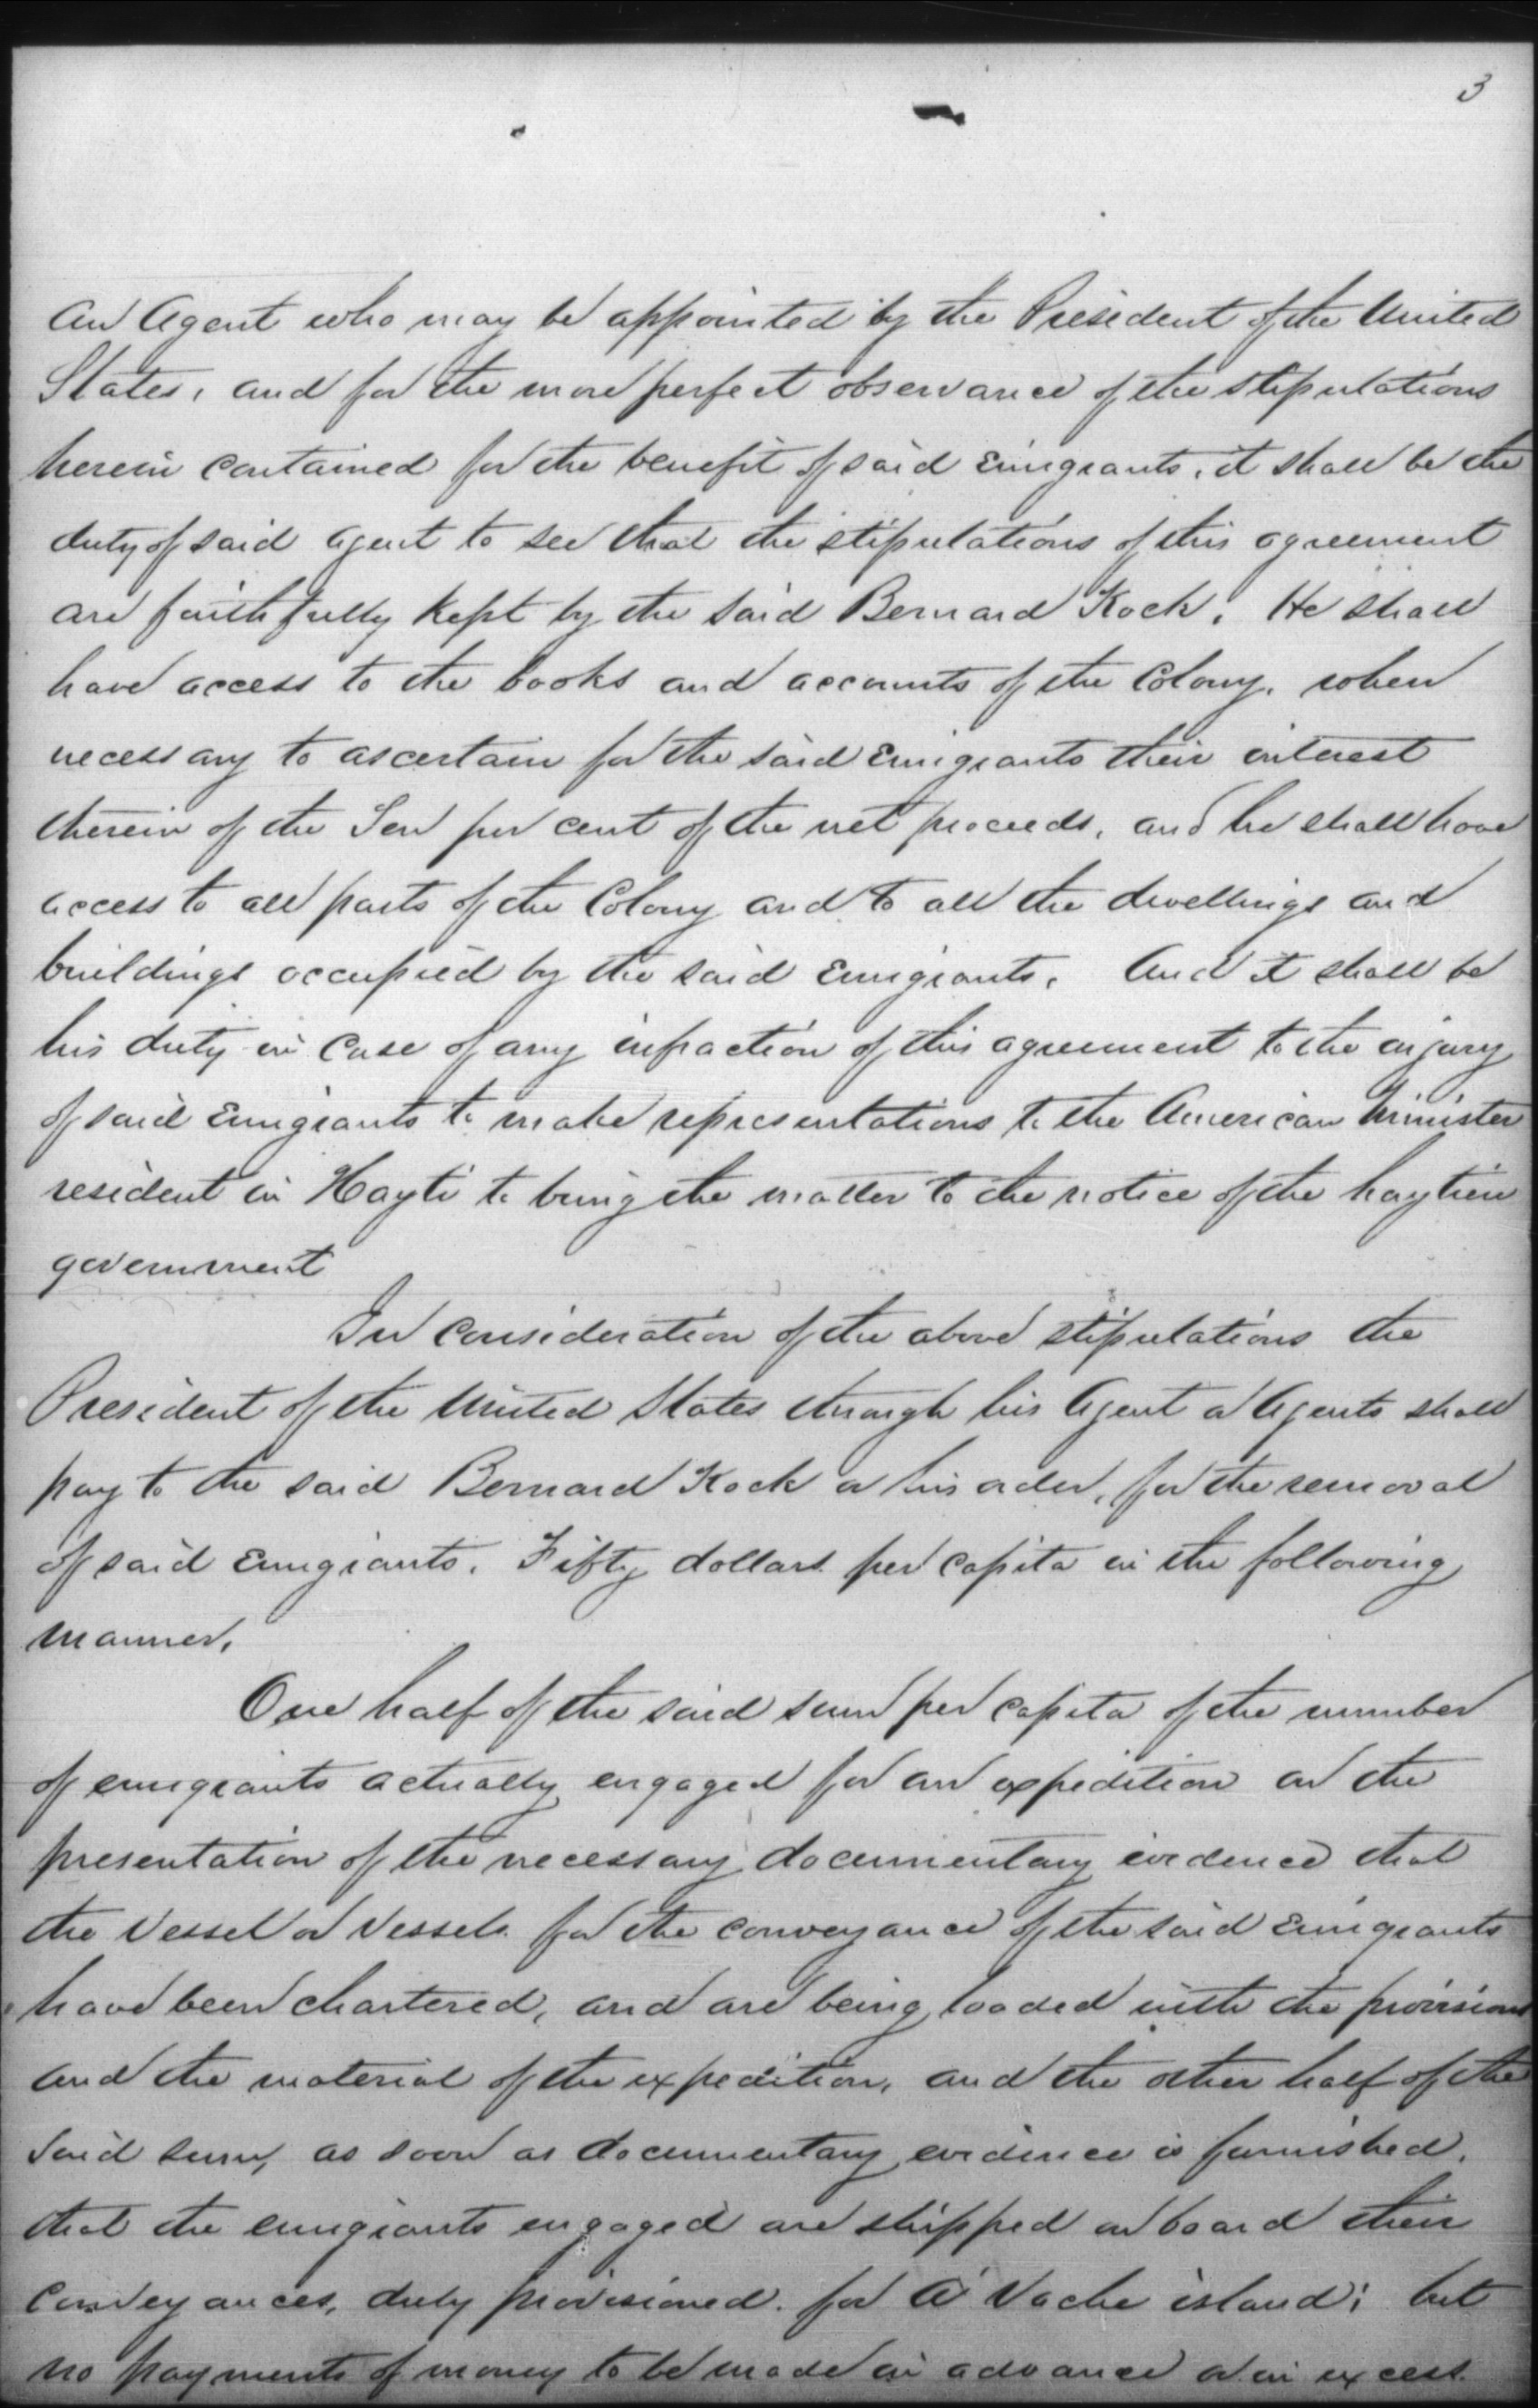 3
an Agent who may be appointed by the President of the United
States, and for the more perfect observance of the stipulations
herein contained for the benefit of said Emigrants, it shall be the
duty of said agent to see that the stipulations of this agreement
are faithfully kept by the said Bernard Kock. He shall
have access to the books and accounts of the Colony, when
necessary to ascertain for the said Emigrants their interest
therein of the Ten per cent of the net proceeds, and he shall have
access to all parts of the Colony and to all the dwellings and
buildings occupied by the said Emigrants. And it shall be
his duty in Case of any infraction of this agreement to the injury
of said Emigrants to make representations to the American Minister
resident in Hayti to bring the matter to the notice of the haytien
government
In Consideration of the above stipulations the
President of the United States through his Agent or Agents shall
pay to the said Bernard Kock or his order, for the removal
of said Emigrants, Fifty dollars per capita in the following
manner.
One half of the said sum per capita of the number
of emigrants actually engaged for an expedition on the
presentation of the necessary documentary evidence that
the Vessel or Vessels for the conveyance of the said Emigrants
have been chartered, and are being loaded with the provisions
and the material of the expedition, and the other half of the
said sum, as soon as documentary evidence is furnished,
that the emigrants engaged are shipped on board their
Conveyances, duly provisioned for A'Vache island; but
no payments of money to be made in advance or in excess